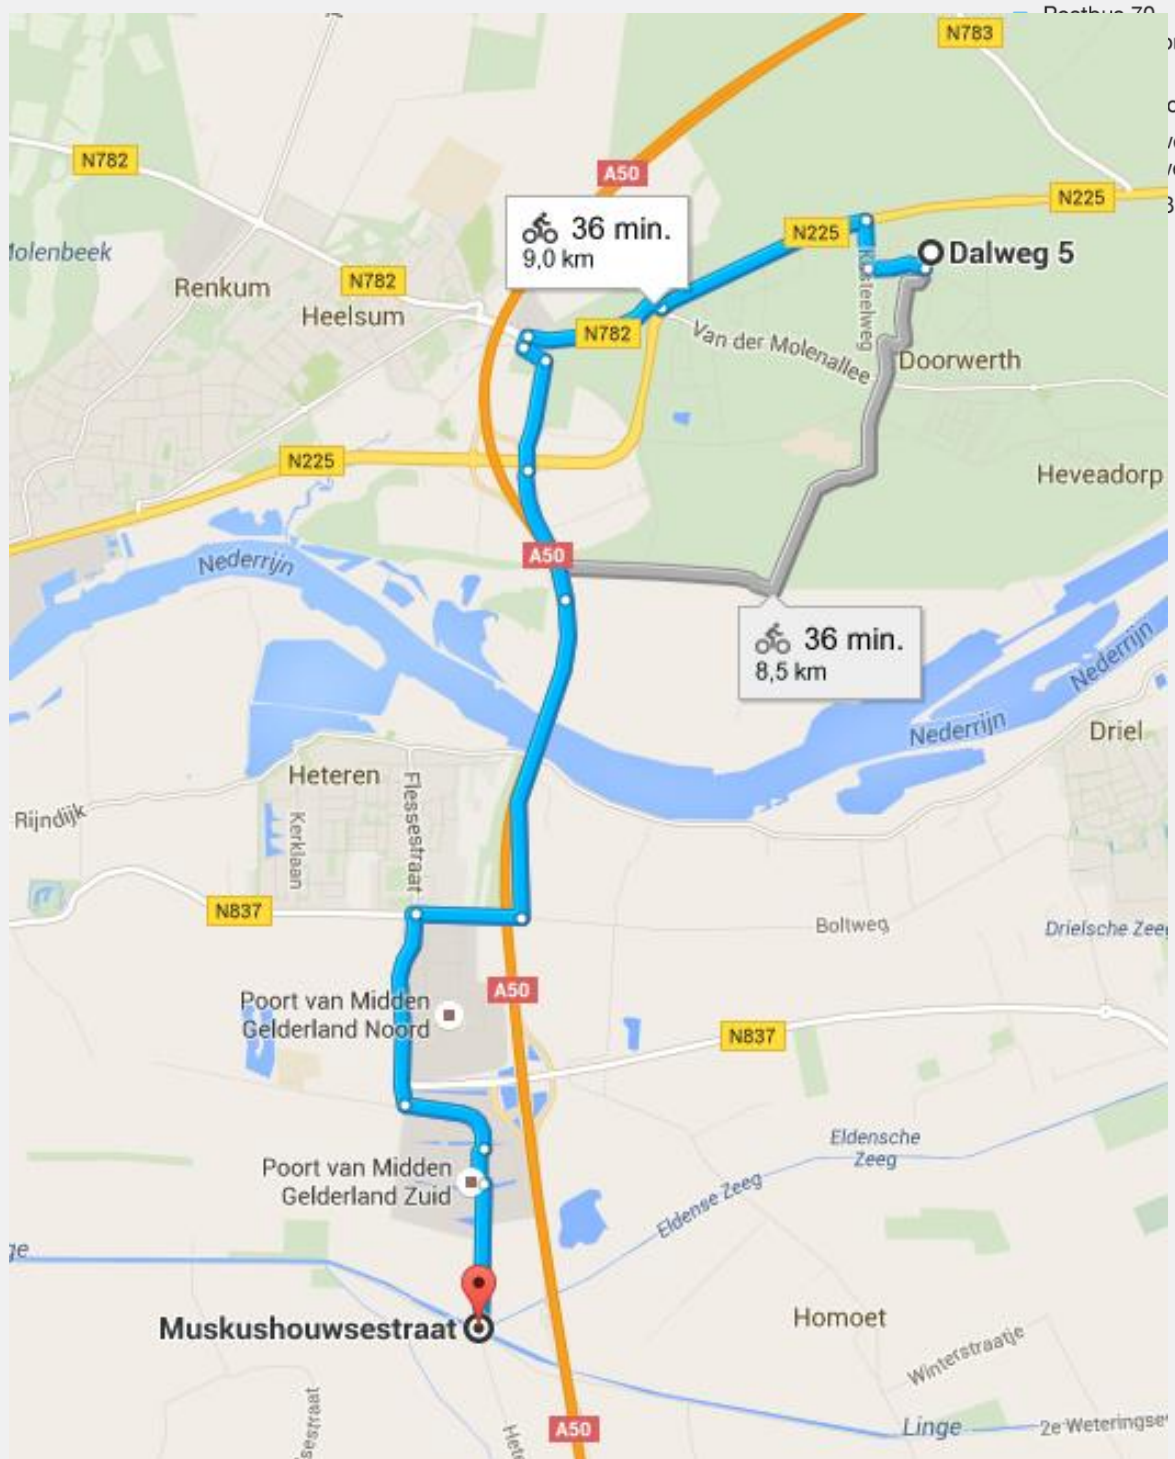 N783
N782
A50
N225
N225
36 min.
9,0 km
Dalweg 5
Molenbeek
N782
Renkum
Heelsum
N782
Van der Molenallee
Doorwerth
N225
Heveadorp
Nederrijn
A50
36 min.
8,5 km
Nederrijn
Nederrijn
Driel
Heteren
Flessestraat
Rijndijk
Kerklaan
N837
Boltweg
Drielsche Zeeg
A50
Poort van Midden
Gelderland Noord
N837
Eldensche
Zeeg
Poort van Midden
Gelderland Zuid
Eldense Zeeg
Muskushouwsestraat
Homoet
Winterstraatje
A50
Linge
2e Weteringse